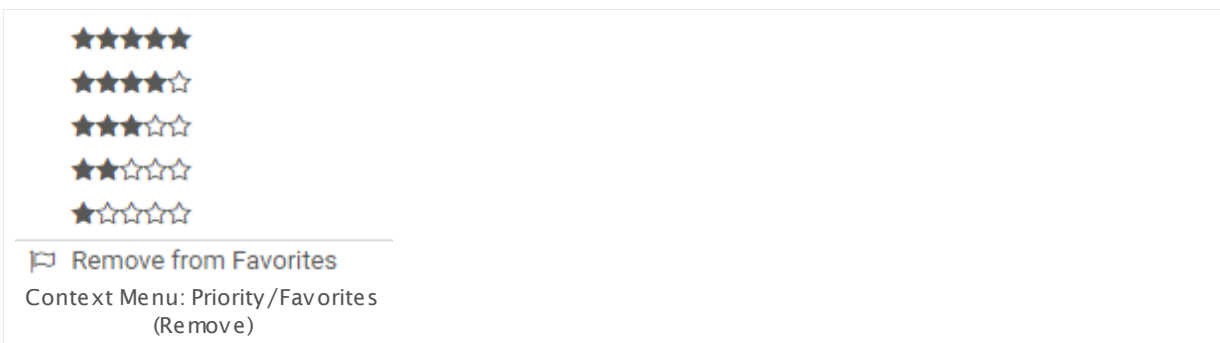 ★★★★★
★★★★☆
★★★☆☆
★★☆☆☆
★☆☆☆☆
Remove from Favorites
Context Menu: Priority/Favorites
(Remove)